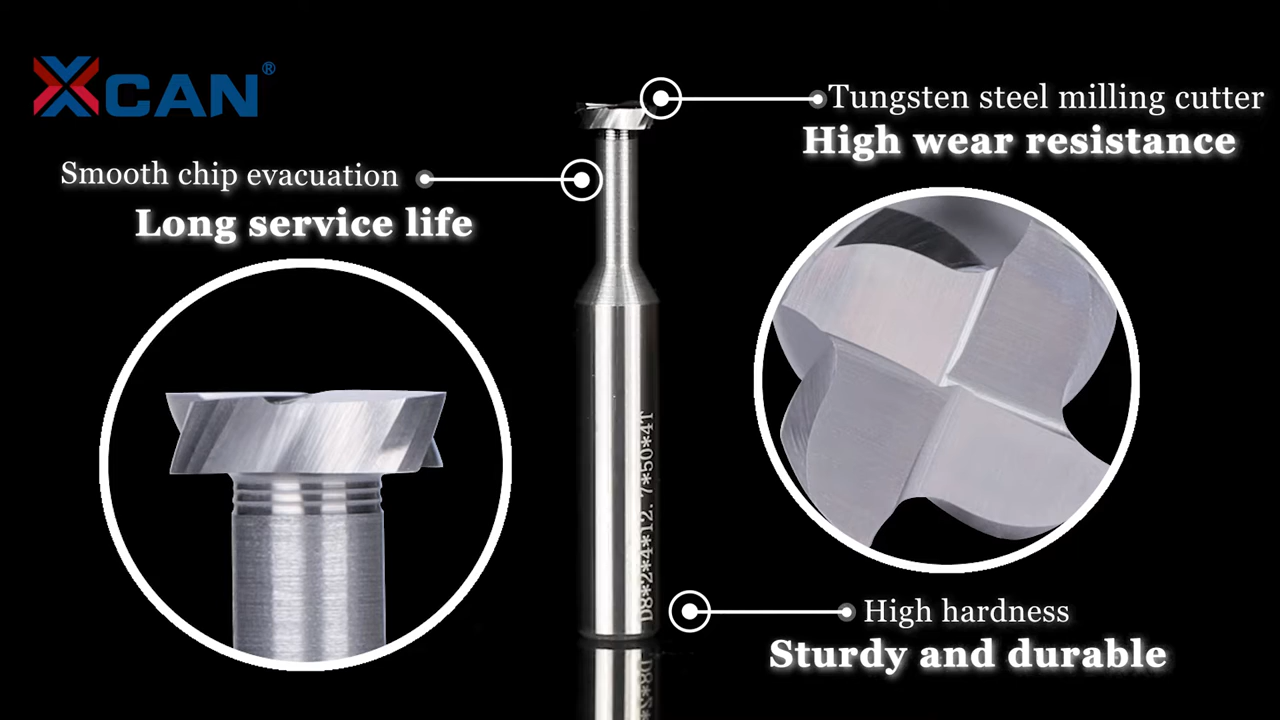 XCAN®
Tungsten steel milling cutter
High wear resistance
Smooth chip evacuation
Long service life
D8*2*4*12.7*50*4T
High hardness
Sturdy and durable